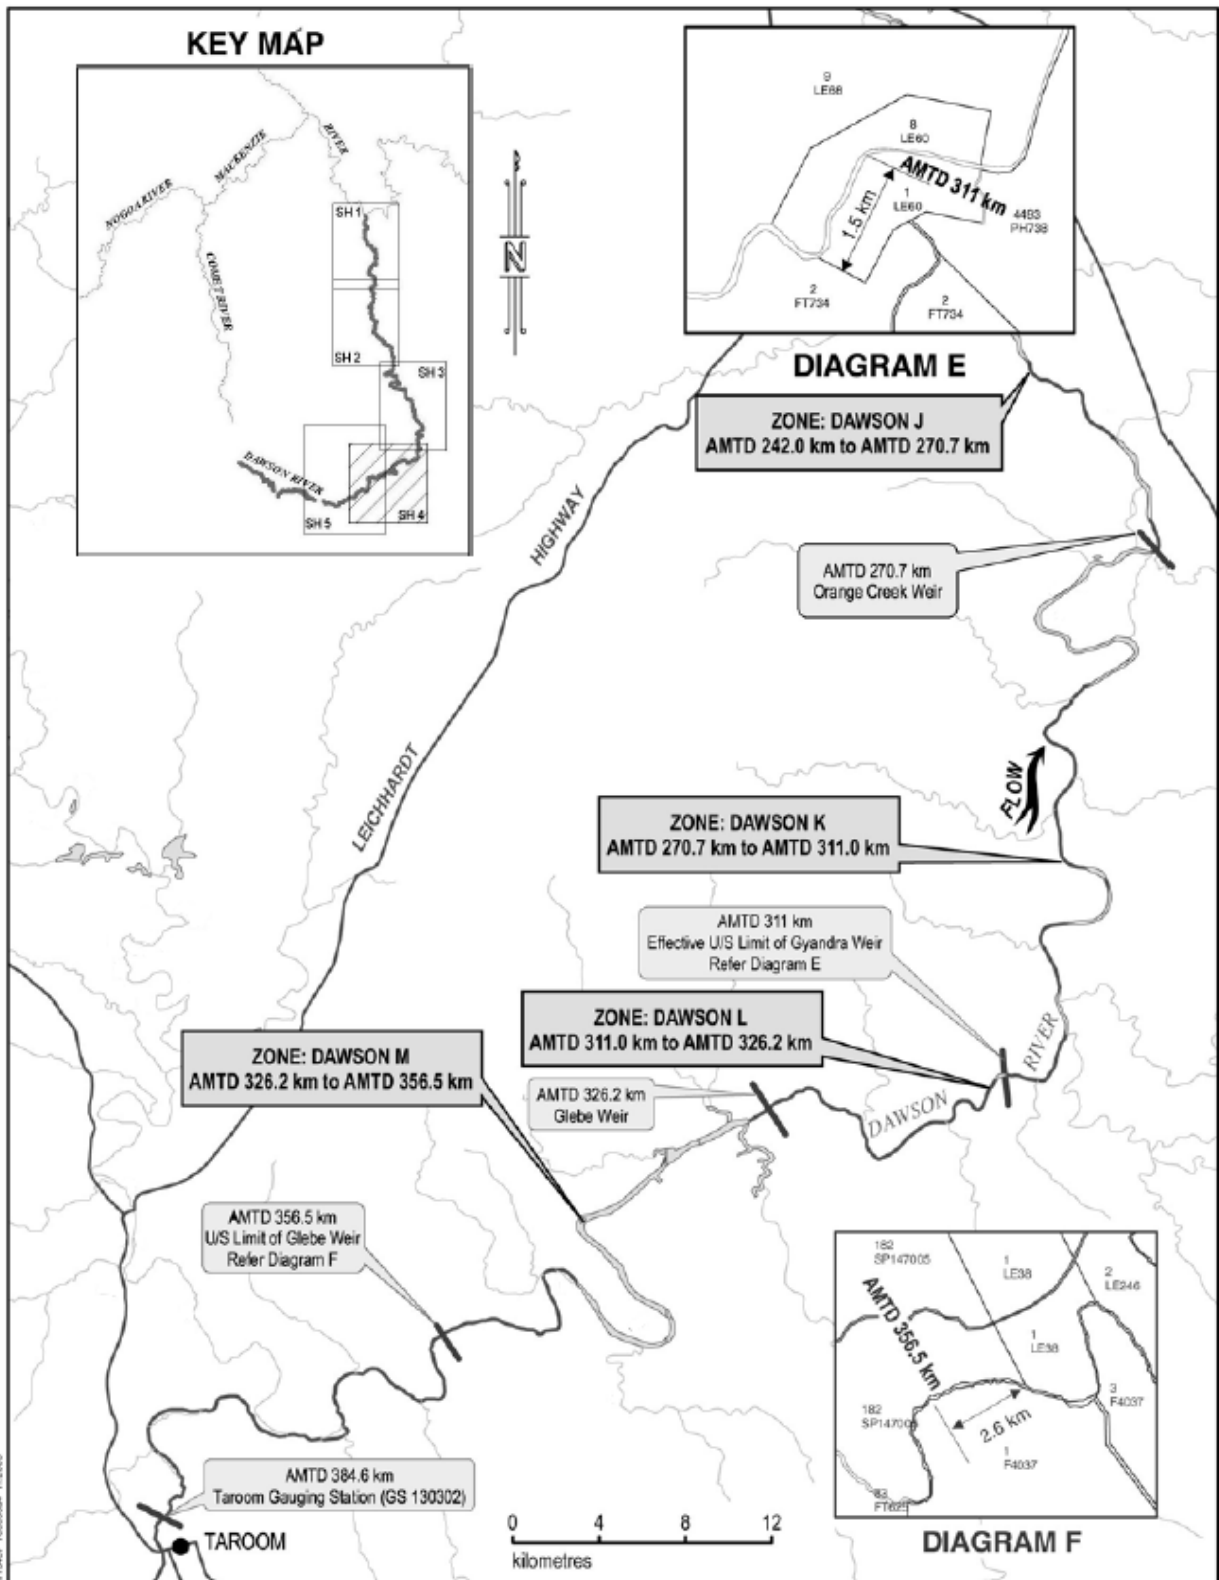 KEY MAP
NOGOA RIVER
MACKENZIE
RIVER
COMET RIVER
DAWSON RIVER
SH 1
SH 2
SH 3
SH 4
SH 5
N
9
LE68
8
LE60
AMTD 311 km
1
LE60
1.5 km
4493
PH738
2
FT734
2
FT734
DIAGRAM E
ZONE: DAWSON J
AMTD 242.0 km to AMTD 270.7 km
HIGHWAY
LEICHHARDT
AMTD 270.7 km
Orange Creek Weir
FLOW
ZONE: DAWSON K
AMTD 270.7 km to AMTD 311.0 km
AMTD 311 km
Effective U/S Limit of Gyandra Weir
Refer Diagram E
ZONE: DAWSON L
AMTD 311.0 km to AMTD 326.2 km
ZONE: DAWSON M
AMTD 326.2 km to AMTD 356.5 km
AMTD 326.2 km
Glebe Weir
DAWSON
RIVER
AMTD 356.5 km
U/S Limit of Glebe Weir
Refer Diagram F
182
SP147005
1
LE38
2
LE246
AMTD 356.5 km
1
LE38
3
F4037
182
2.6 km
1
F4037
DIAGRAM F
AMTD 384.6 km
Taroom Gauging Station (GS 130302)
TAROOM
0 4 8 12
kilometres